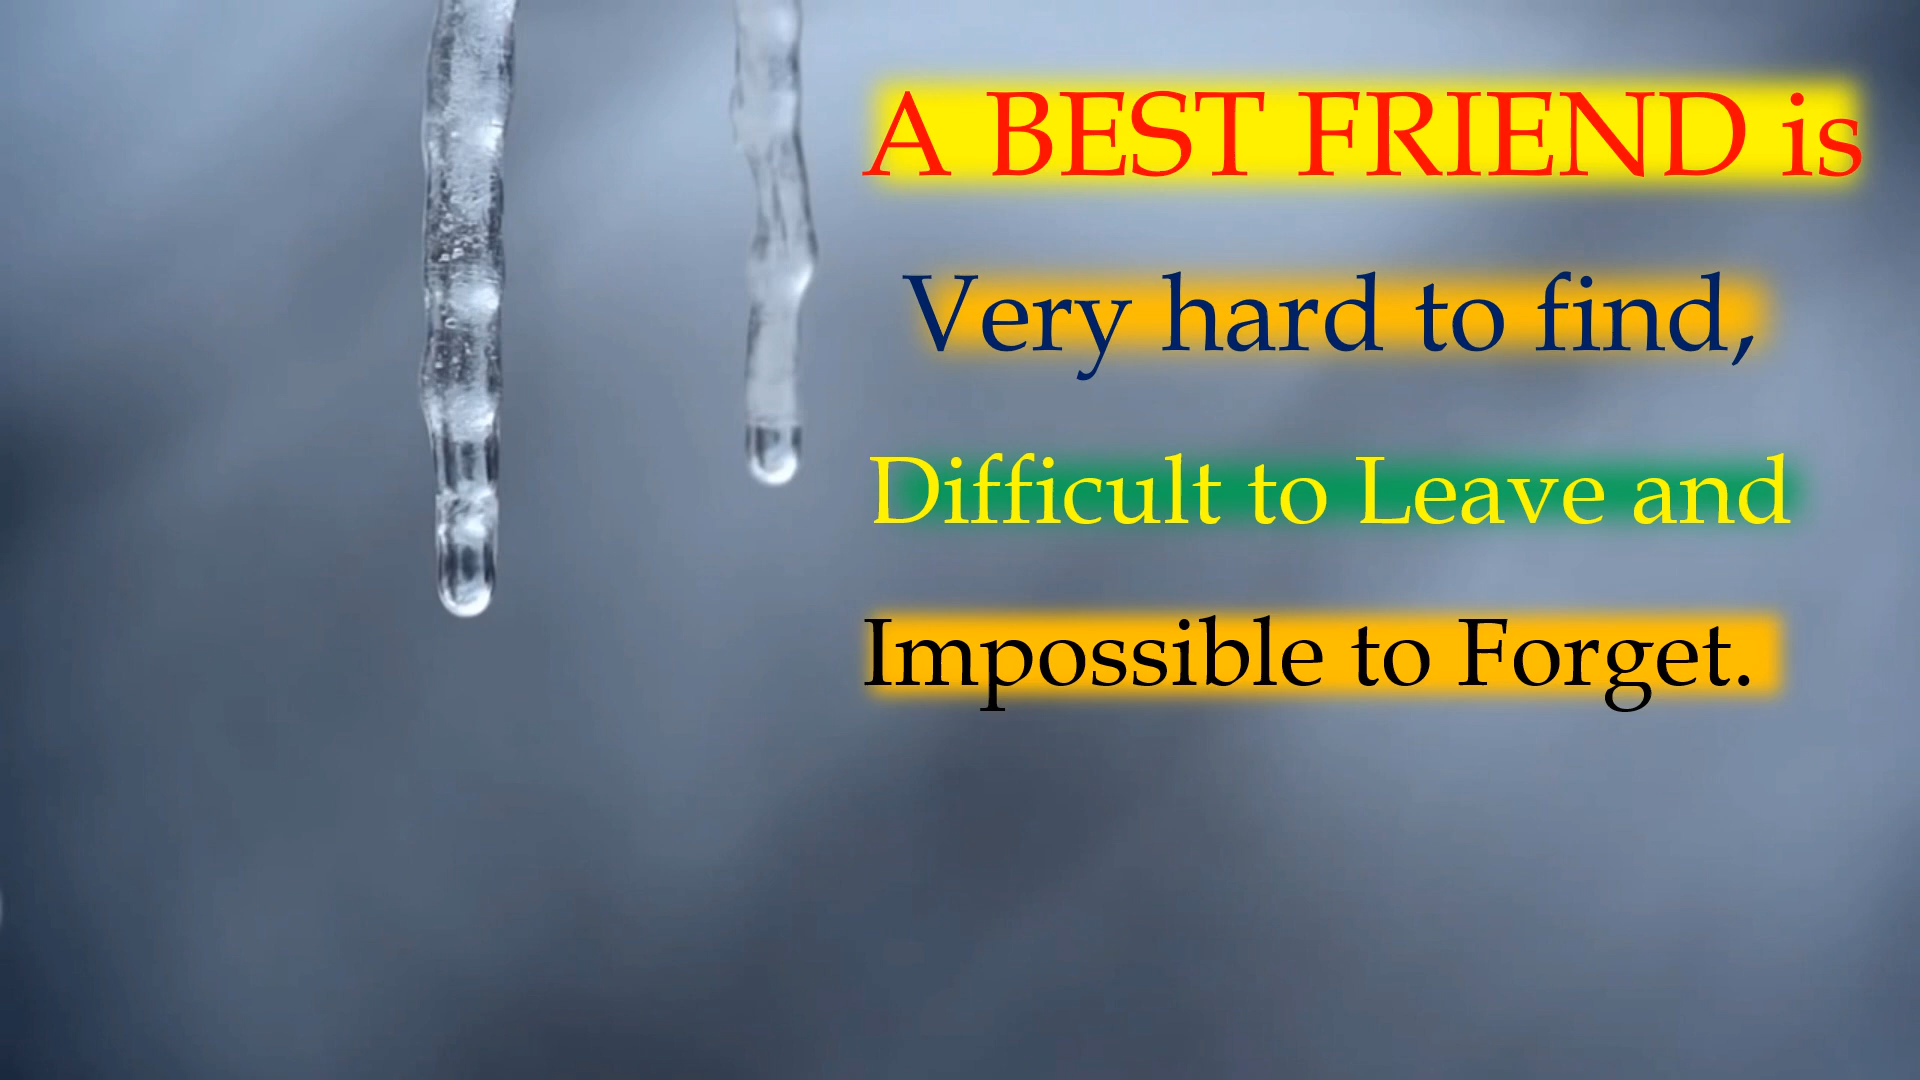 A BEST FRIEND is
Very hard to find,
Difficult to Leave and
Impossible to Forget.